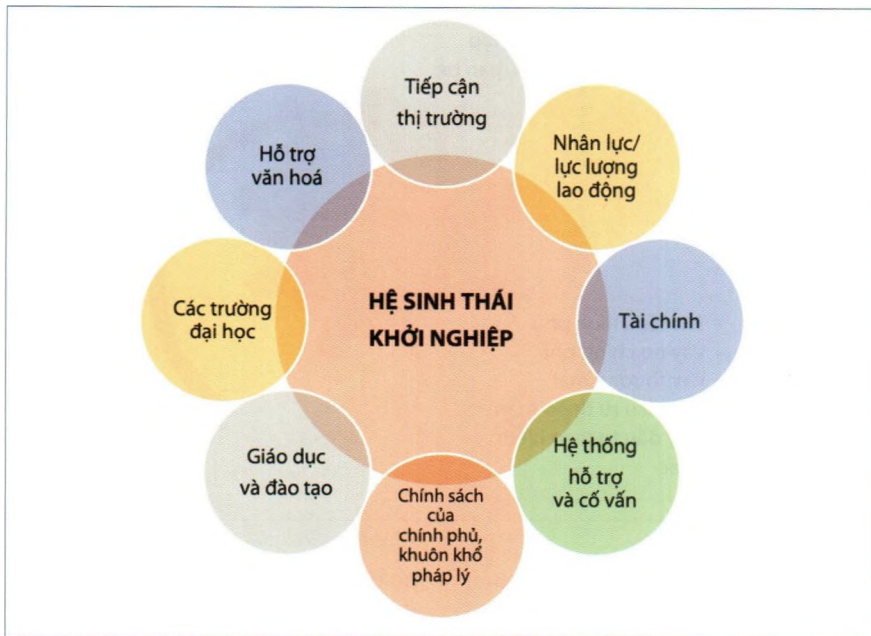 Tiếp cận
thị trường
Nhân lực/
lực lượng
lao động
Tài chính
Hệ thống
hỗ trợ
và cố vấn
Chính sách
của
chính phủ,
khuôn khổ
pháp lý
Giáo dục
và đào tạo
Các trường
đại học
Hỗ trợ
văn hoá
HỆ SINH THÁI
KHỞI NGHIỆP